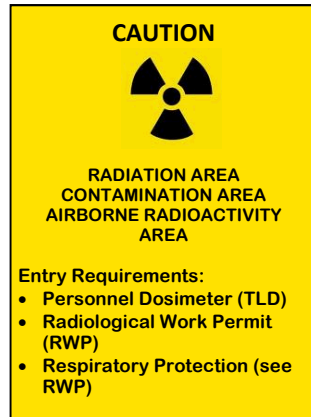 CAUTION
RADIATION AREA
CONTAMINATION AREA
AIRBORNE RADIOACTIVITY
AREA
Entry Requirements:
• Personnel Dosimeter (TLD)
• Radiological Work Permit
(RWP)
• Respiratory Protection (see
RWP)